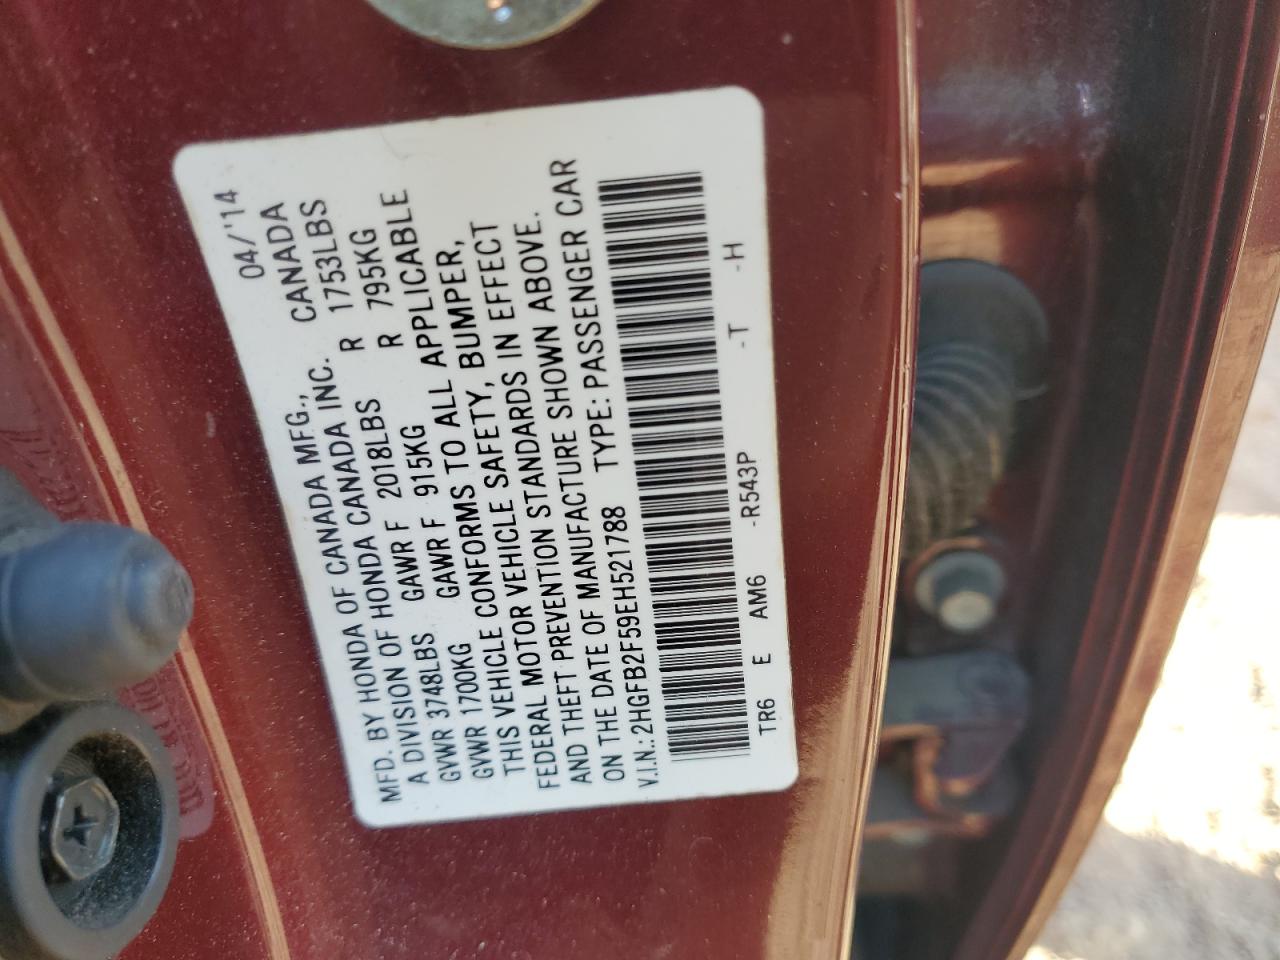 04/'14
MFD. BY HONDA OF CANADA MFG., CANADA
A DIVISION OF HONDA CANADA INC.
GVWR 3748LBS GAWR F 2018LBS R 1753LBS
GVWR 1700KG GAWR F 915KG R 795KG
THIS VEHICLE CONFORMS TO ALL APPLICABLE
FEDERAL MOTOR VEHICLE SAFETY, BUMPER,
AND THEFT PREVENTION STANDARDS IN EFFECT
ON THE DATE OF MANUFACTURE SHOWN ABOVE.
V.I.N.: 2HGFB2F59EH521788 TYPE: PASSENGER CAR
TR6 E AM6 -R543P -T -H